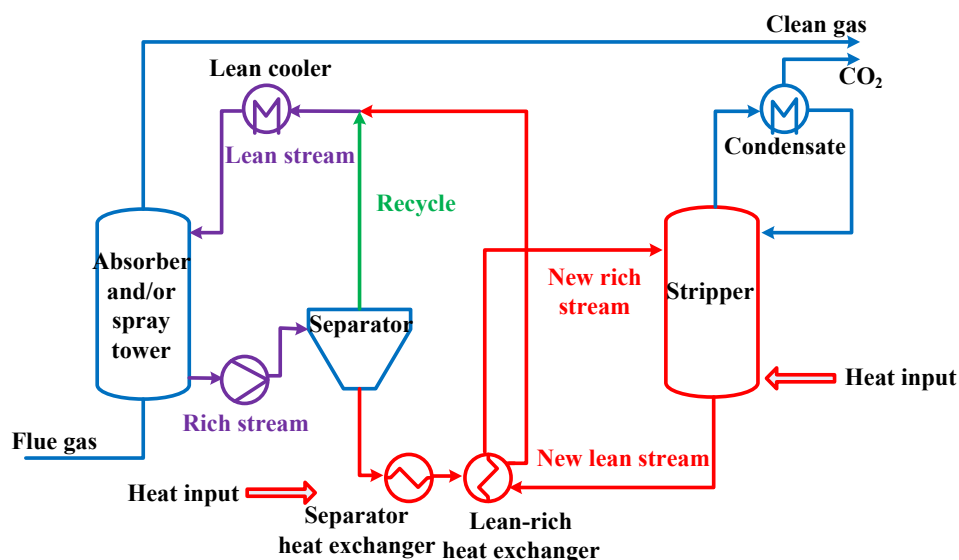 Clean gas
CO₂
Lean cooler
Condensate
Lean stream
Recycle
Absorber
and/or
spray
tower
Separator
New rich
stream
Stripper
Heat input
Rich stream
Flue gas
New lean stream
Heat input
Separator
heat exchanger
Lean-rich
heat exchanger